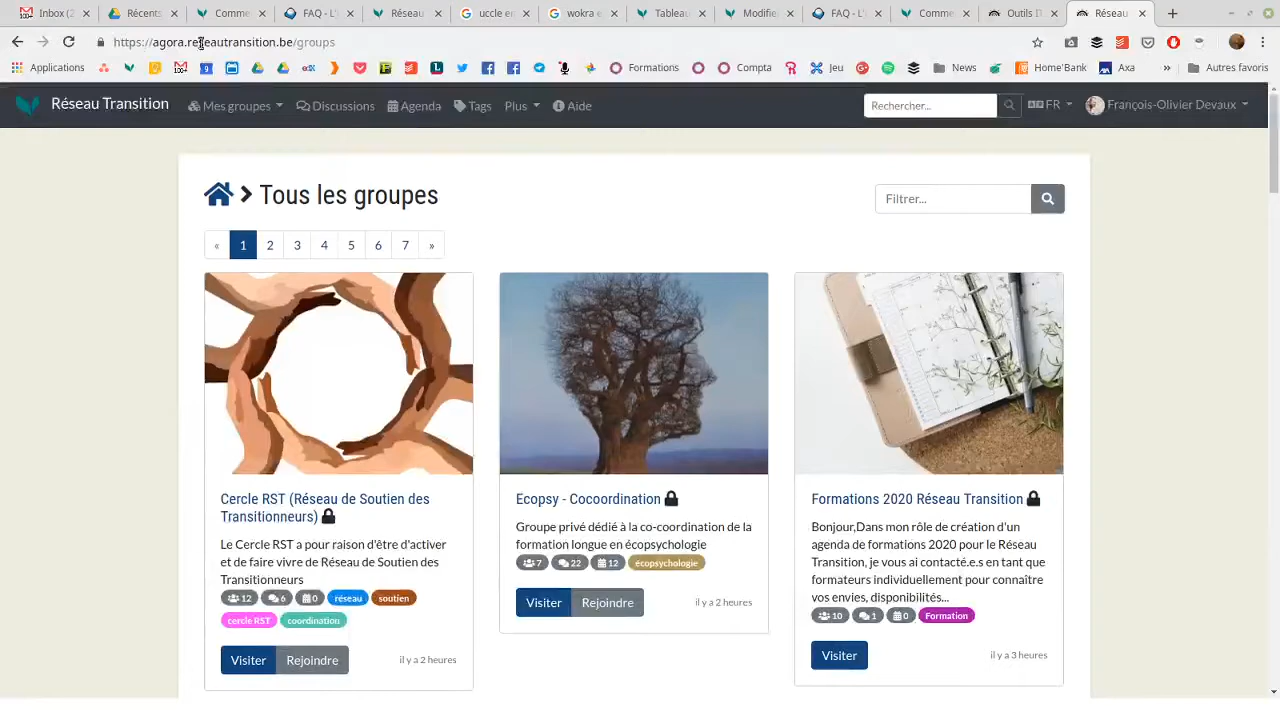 Inbox (2
Récents
Comme
FAQ - L'
Réseau
uccle en
wokra e
Tableau
Modifie
FAQ - L'
Comme
Outils D
Réseau
https://agora.reseautransition.be/groups
Applications
Formations
Compta
Jeu
News
Home'Bank
Axa
Autres favoris
Réseau Transition
Mes groupes
Discussions
Agenda
Tags
Plus
Aide
Rechercher...
FR
François-Olivier Devaux
Tous les groupes
Filtrer...
« 1 2 3 4 5 6 7 »
Cercle RST (Réseau de Soutien des
Transitionneurs)
Le Cercle RST a pour raison d'être d'activer
et de faire vivre de Réseau de Soutien des
Transitionneurs
12 6 0 réseau soutien
cercle RST coordination
Visiter Rejoindre il y a 2 heures
Ecopsy - Cocoordination
Groupe privé dédié à la co-coordination de la
formation longue en écopsychologie
7 22 12 écopsychologie
Visiter Rejoindre il y a 2 heures
Formations 2020 Réseau Transition
Bonjour,Dans mon rôle de création d'un
agenda de formations 2020 pour le Réseau
Transition, je vous ai contacté.e.s en tant que
formateurs individuellement pour connaître
vos envies, disponibilités...
10 1 0 Formation
Visiter il y a 3 heures